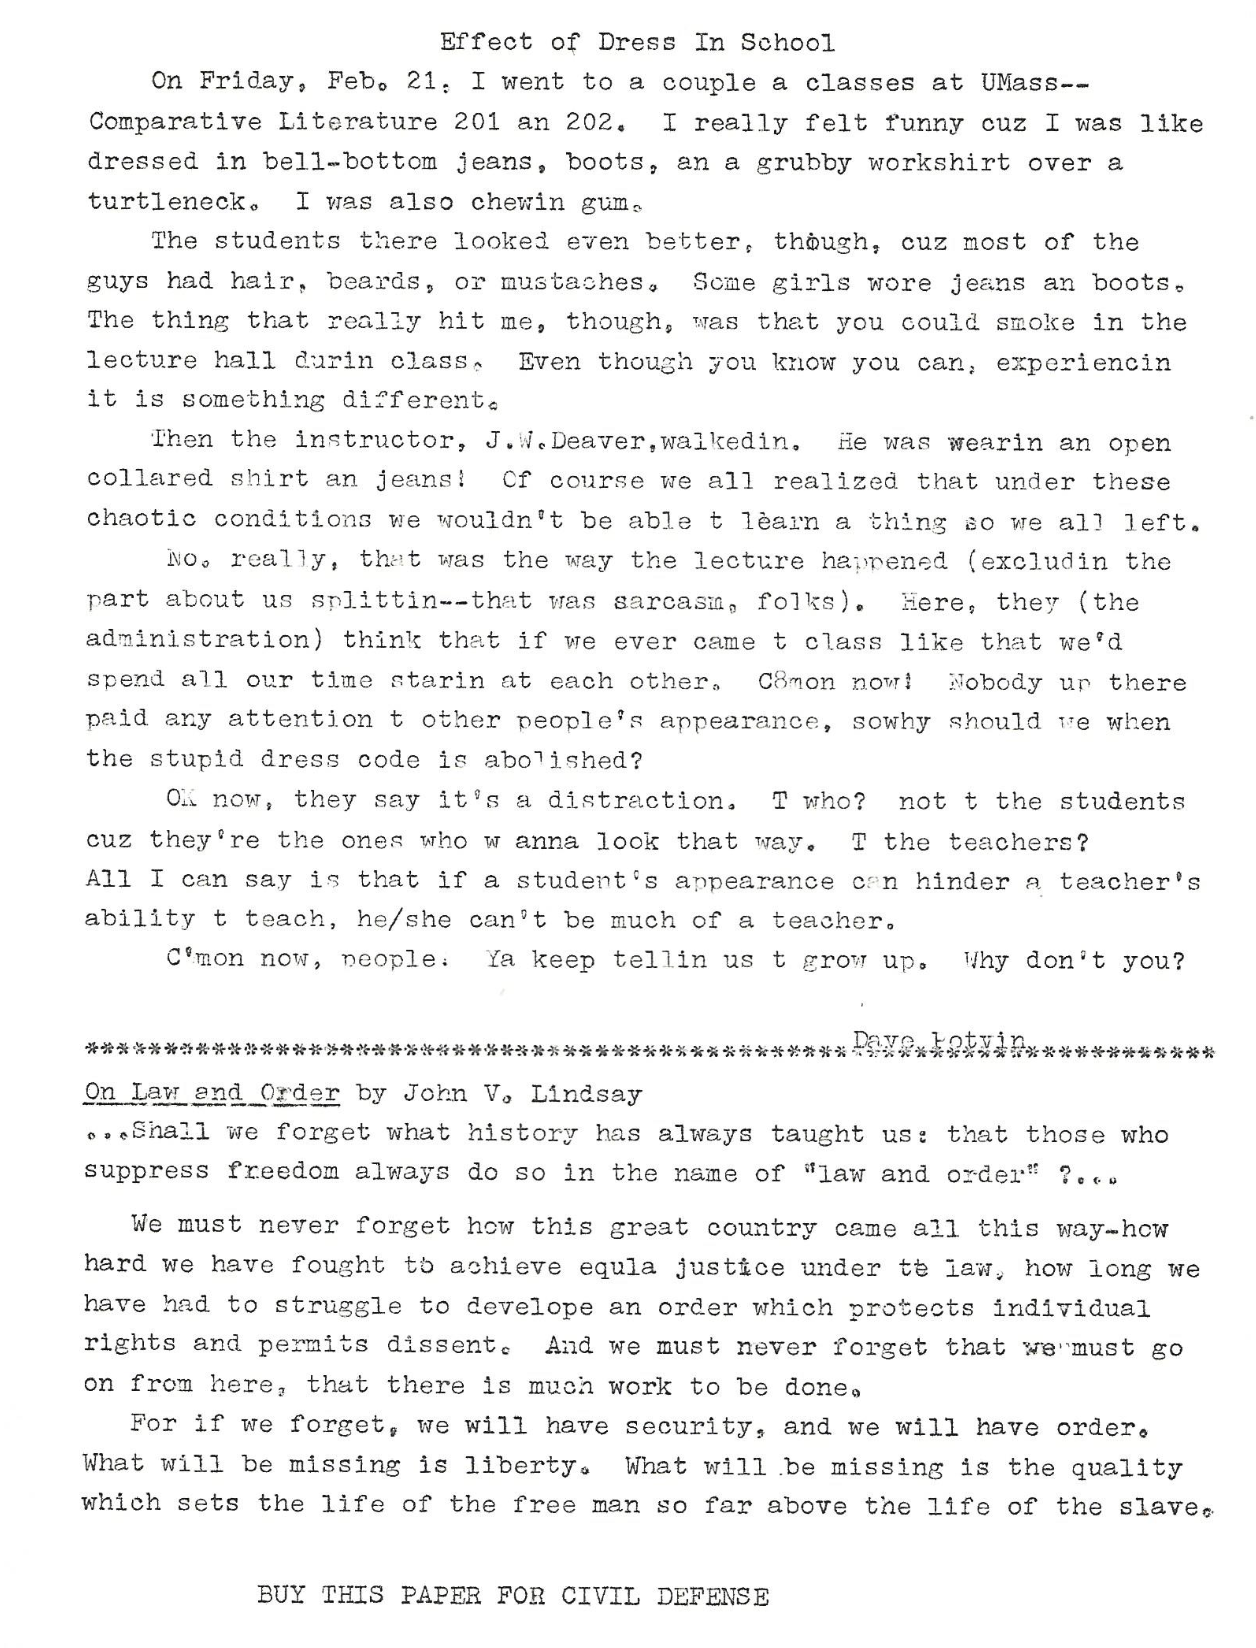 Effect of Dress In School
On Friday, Feb. 21, I went to a couple a classes at UMass--
Comparative Literature 201 an 202. I really felt funny cuz I was like
dressed in bell-bottom jeans, boots, an a grubby workshirt over a
turtleneck. I was also chewin gum.
The students there looked even better, though, cuz most of the
guys had hair, beards, or mustaches. Some girls wore jeans an boots.
The thing that really hit me, though, was that you could smoke in the
lecture hall durin class. Even though you know you can, experiencin
it is something different.
Then the instructor, J.W.Deaver,walkedin. He was wearin an open
collared shirt an jeans! Of course we all realized that under these
chaotic conditions we wouldn't be able t learn a thing so we all left.
No, really, that was the way the lecture happened (excludin the
part about us splittin--that was sarcasm, folks). Here, they (the
administration) think that if we ever came t class like that we'd
spend all our time starin at each other. C8mon now! Nobody up there
paid any attention t other people's appearance, sowhy should we when
the stupid dress code is abolished?
OK now, they say it's a distraction. T who? not t the students
cuz they're the ones who w anna look that way. T the teachers?
All I can say is that if a student's appearance can hinder a teacher's
ability t teach, he/she can't be much of a teacher.
C'mon now, people. Ya keep tellin us t grow up. Why don't you?
Dave Potvin
************************************************************************
On Law and Order by John V. Lindsay
...Shall we forget what history has always taught us: that those who
suppress freedom always do so in the name of "law and order" ?....
We must never forget how this great country came all this way-how
hard we have fought to achieve equla justice under te law, how long we
have had to struggle to develope an order which protects individual
rights and permits dissent. And we must never forget that we must go
on from here, that there is much work to be done.
For if we forget, we will have security, and we will have order.
What will be missing is liberty. What will be missing is the quality
which sets the life of the free man so far above the life of the slave.
BUY THIS PAPER FOR CIVIL DEFENSE